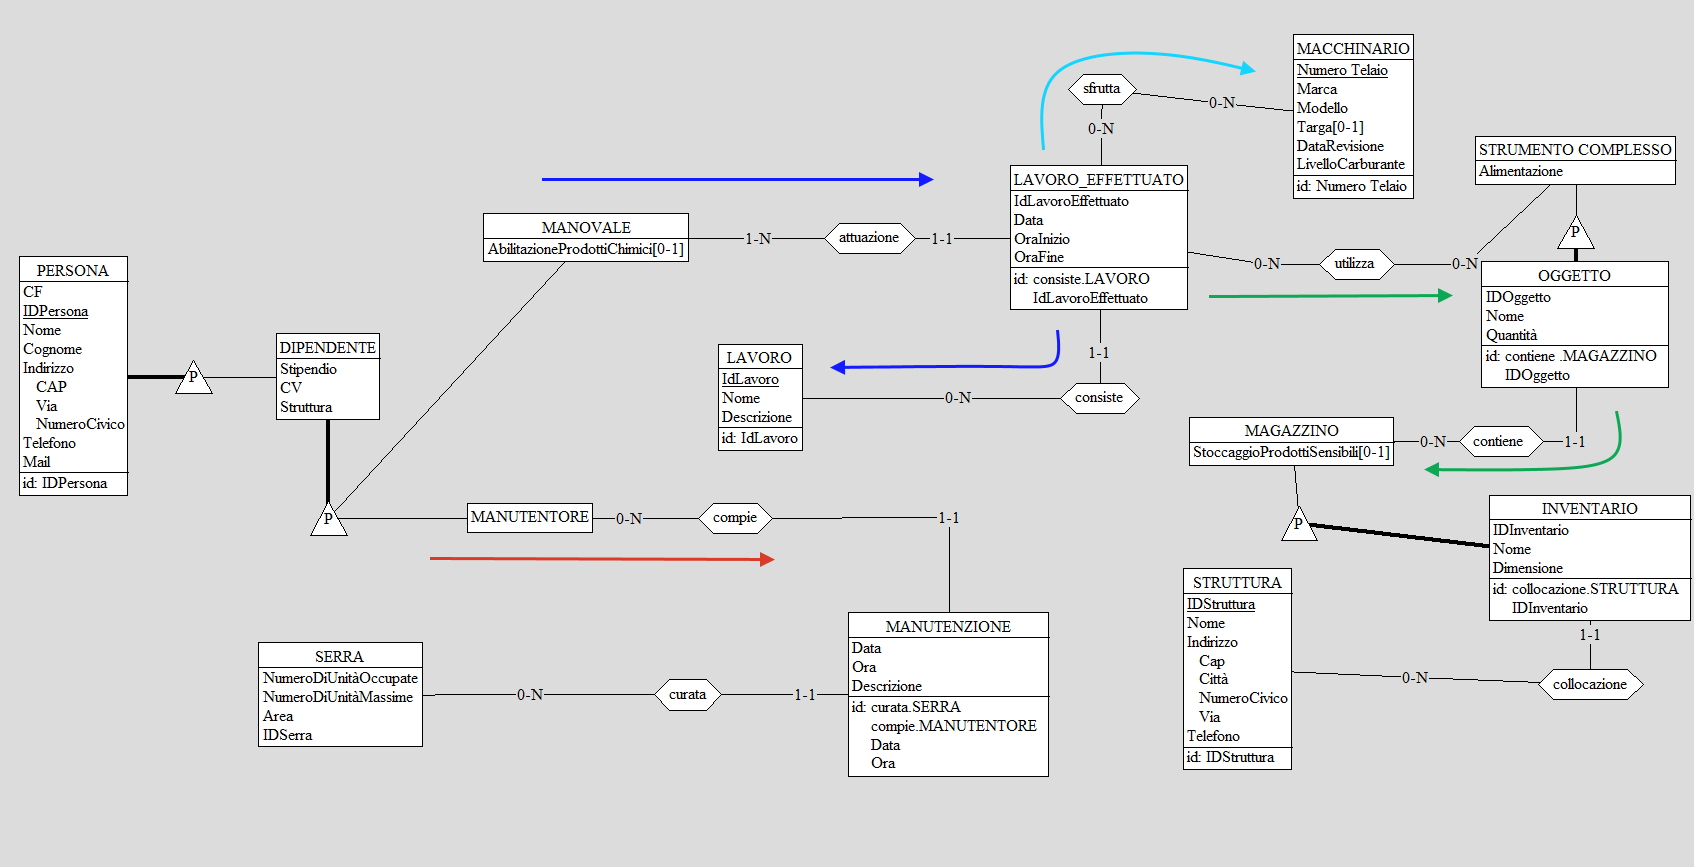 PERSONA
CF
IDPersona
Nome
Cognome
Indirizzo
CAP
Via
NumeroCivico
Telefono
Mail
id: IDPersona
P
DIPENDENTE
Stipendio
CV
Struttura
P
MANOVALE
AbilitazioneProdottiChimici[0-1]
1-N
attuazione
1-1
LAVORO_EFFETTUATO
IdLavoroEffettuato
Data
OraInizio
OraFine
id: consiste.LAVORO
IdLavoroEffettuato
sfrutta
0-N
0-N
MACCHINARIO
Numero Telaio
Marca
Modello
Targa[0-1]
DataRevisione
LivelloCarburante
id: Numero Telaio
STRUMENTO COMPLESSO
Alimentazione
P
0-N
utilizza
0-N
OGGETTO
IDOggetto
Nome
Quantità
id: contiene .MAGAZZINO
IDOggetto
LAVORO
IdLavoro
Nome
Descrizione
id: IdLavoro
0-N
consiste
1-1
MAGAZZINO
StoccaggioProdottiSensibili[0-1]
0-N
contiene
1-1
P
MANUTENTORE
0-N
compie
1-1
INVENTARIO
IDInventario
Nome
Dimensione
id: collocazione.STRUTTURA
IDInventario
1-1
collocazione
0-N
STRUTTURA
IDStruttura
Nome
Indirizzo
Cap
Città
NumeroCivico
Via
Telefono
id: IDStruttura
SERRA
NumeroDiUnitàOccupate
NumeroDiUnitàMassime
Area
IDSerra
0-N
curata
1-1
MANUTENZIONE
Data
Ora
Descrizione
id: curata.SERRA
compie.MANUTENTORE
Data
Ora